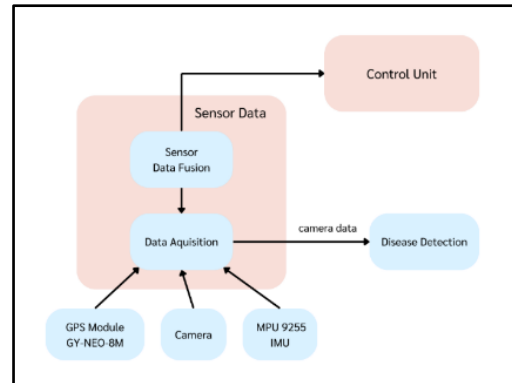 Control Unit
Sensor Data
Sensor
Data Fusion
camera data
Data Aquisition
Disease Detection
GPS Module
GY-NEO-8M
Camera
MPU 9255
IMU